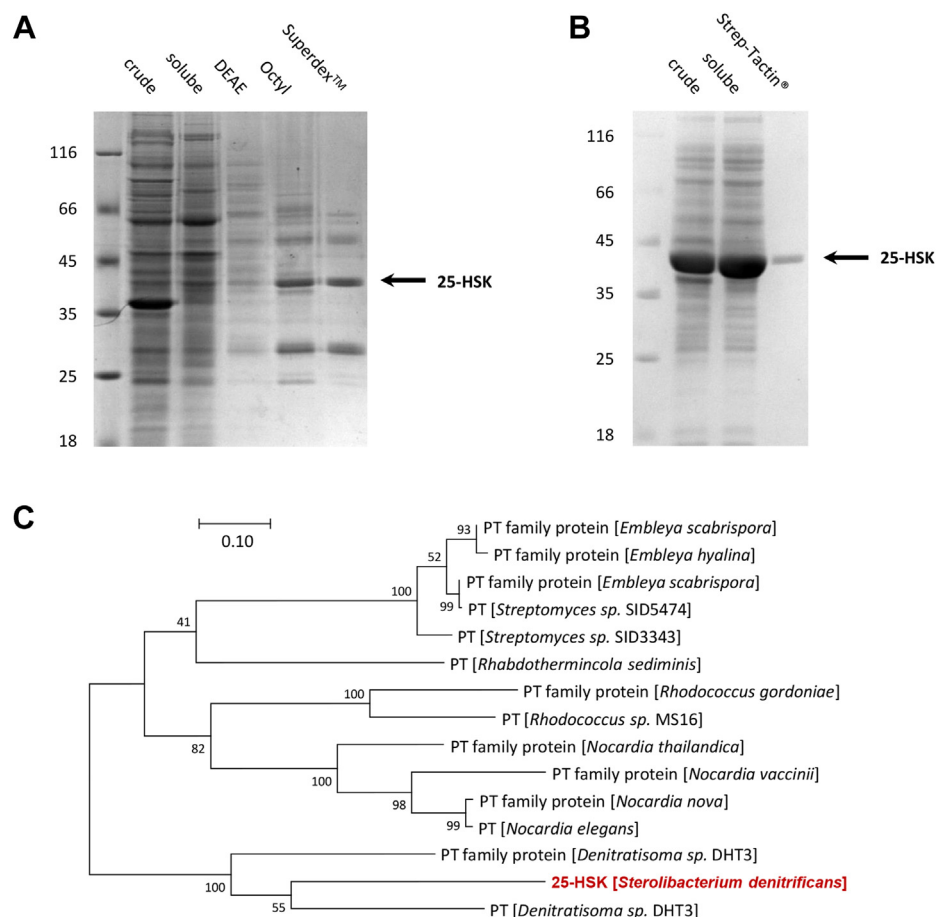 A
crude
solube
DEAE
Octyl
Superdex™
116
66
45
35
25
18
25-HSK
B
crude
solube
Strep-Tactin®
116
66
45
35
25
18
25-HSK
C
0.10
93 PT family protein [Embleya scabrispora]
PT family protein [Embleya hyalina]
52
PT family protein [Embleya scabrispora]
100
99 PT [Streptomyces sp. SID5474]
PT [Streptomyces sp. SID3343]
41
PT [Rhabdothermincola sediminis]
100 PT family protein [Rhodococcus gordoniae]
PT [Rhodococcus sp. MS16]
82
PT family protein [Nocardia thailandica]
100
PT family protein [Nocardia vaccinii]
98 PT family protein [Nocardia nova]
99 PT [Nocardia elegans]
PT family protein [Denitratisoma sp. DHT3]
100
25-HSK [Sterolibacterium denitrificans]
55 PT [Denitratisoma sp. DHT3]